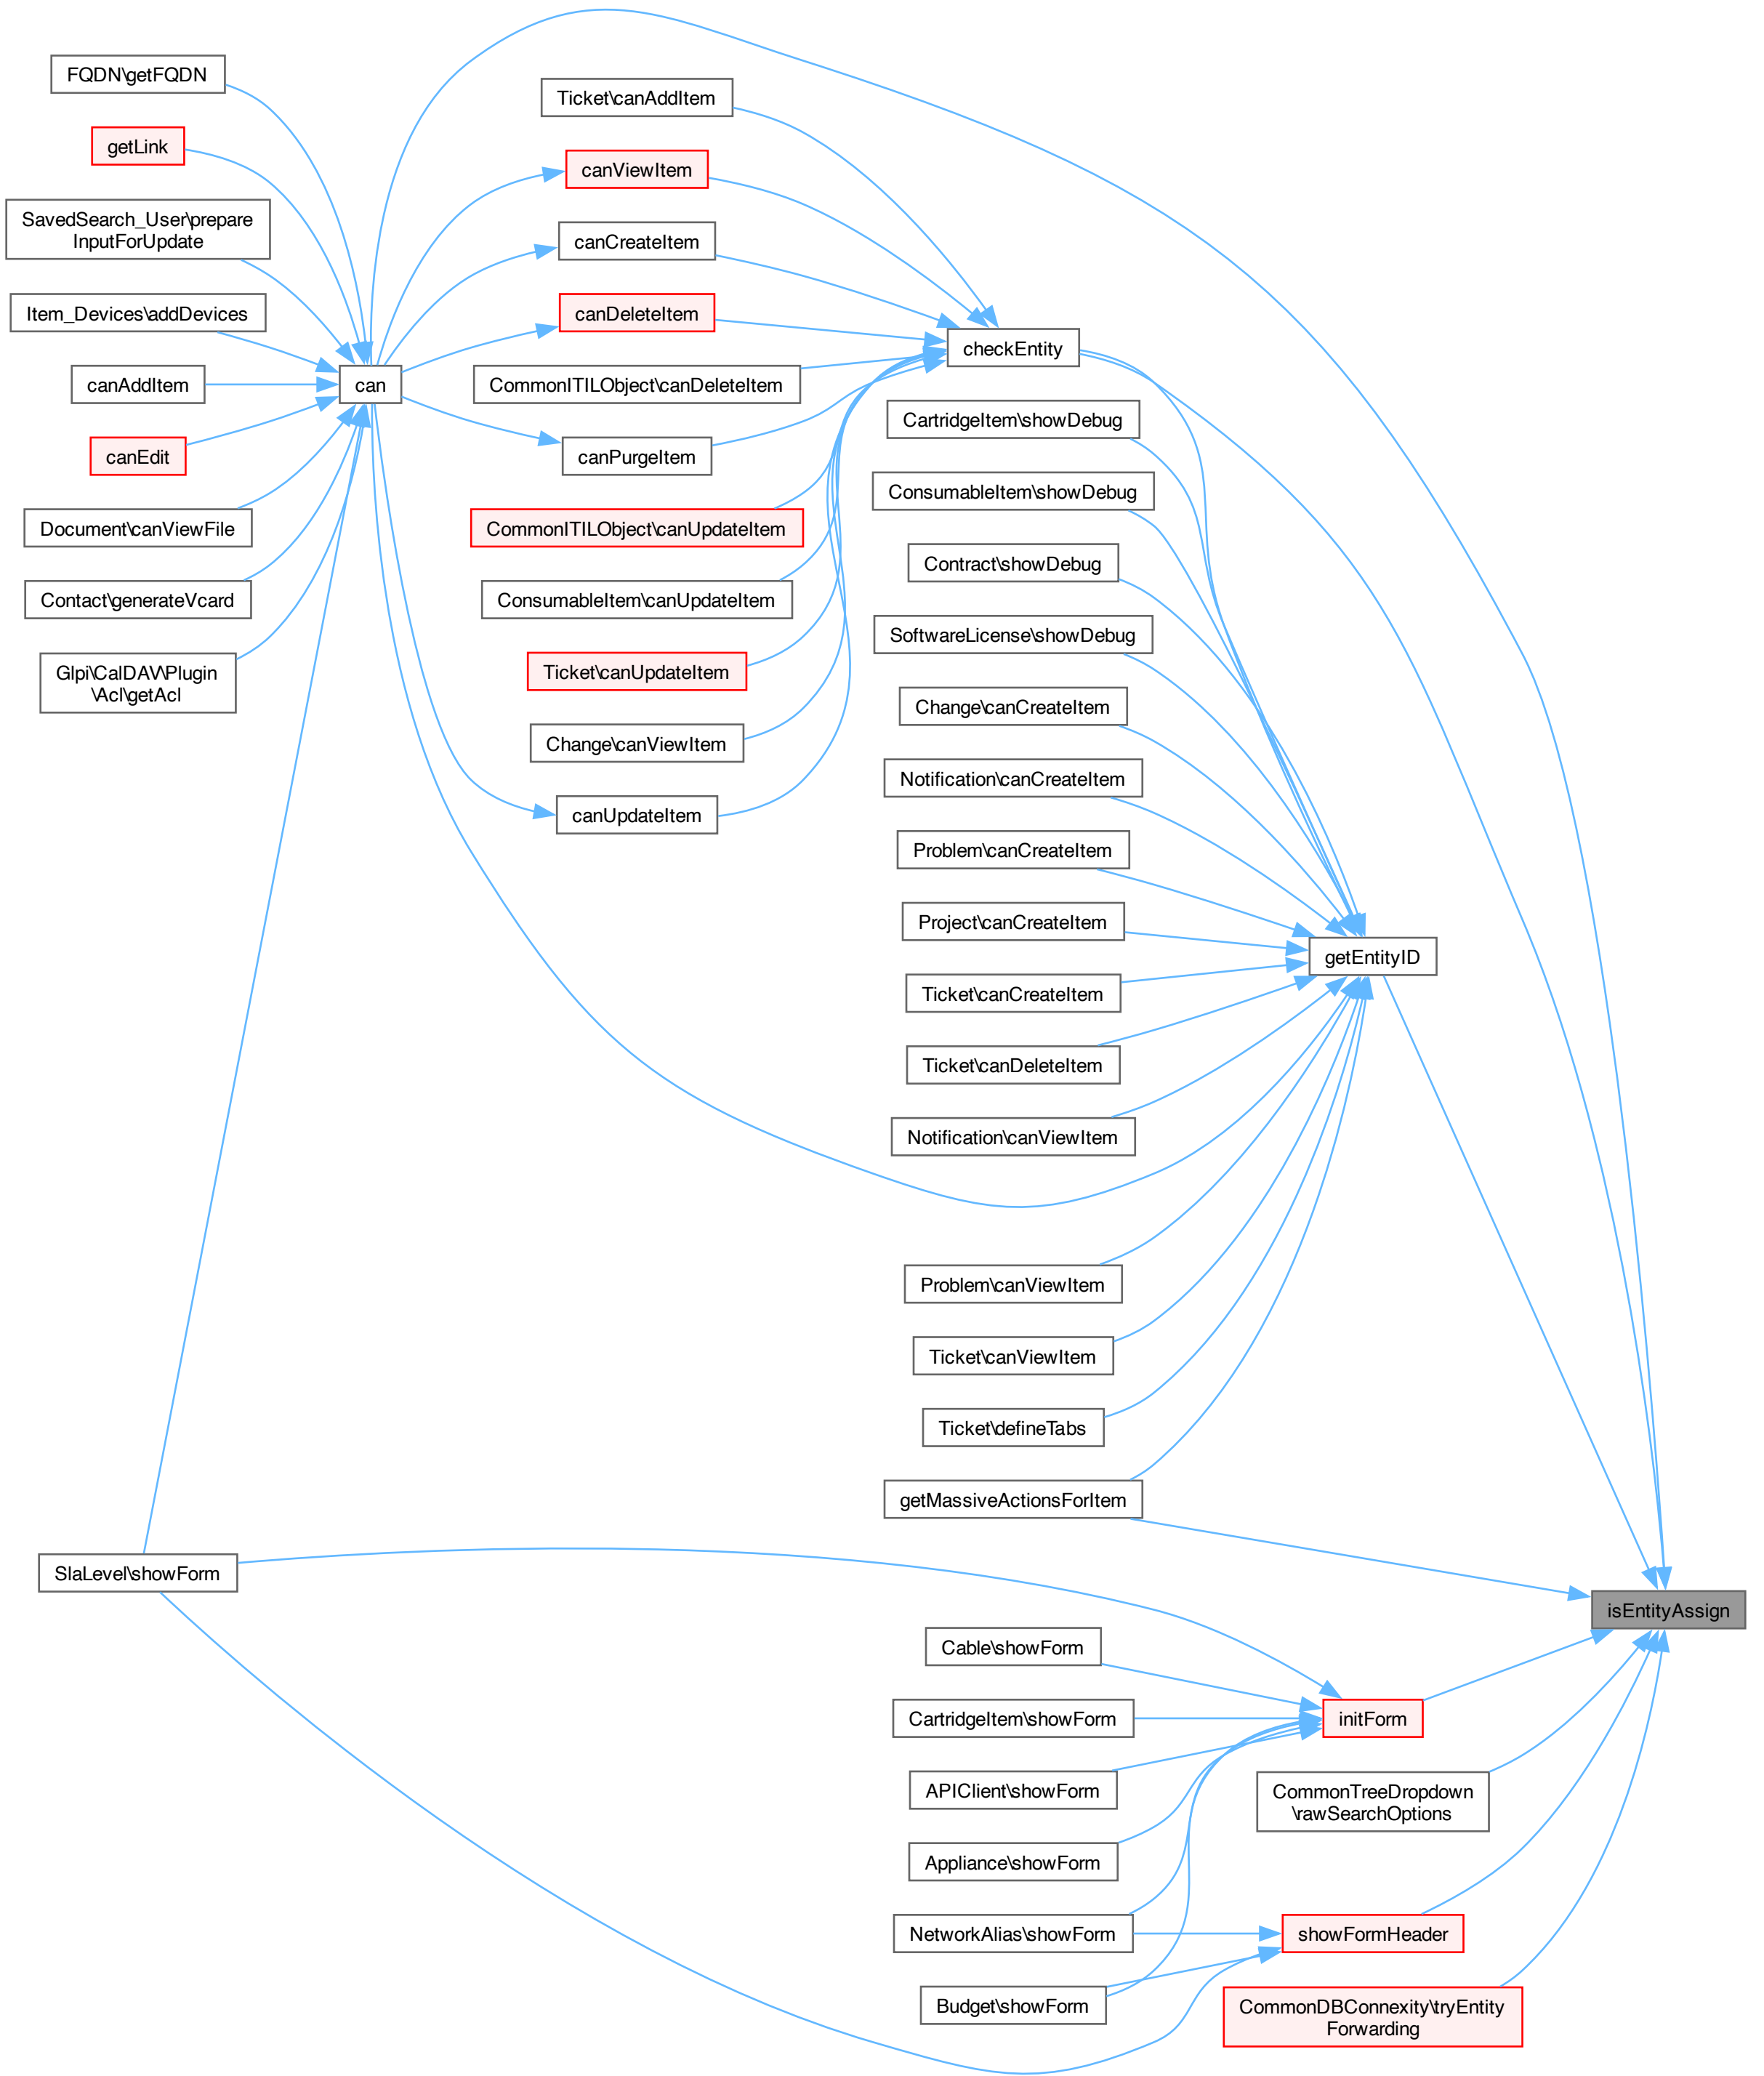 FQDN\getFQDN
getLink
SavedSearch_User\prepare
InputForUpdate
Item_Devices\addDevices
canAddItem
can
canEdit
Document\canViewFile
Contact\generateVcard
Glpi\CalDAV\Plugin
\Acl\getAcl
SlaLevel\showForm
Ticket\canAddItem
canViewItem
canCreateItem
canDeleteItem
CommonITILObject\canDeleteItem
canPurgeItem
CommonITILObject\canUpdateItem
ConsumableItem\canUpdateItem
Ticket\canUpdateItem
Change\canViewItem
canUpdateItem
checkEntity
CartridgeItem\showDebug
ConsumableItem\showDebug
Contract\showDebug
SoftwareLicense\showDebug
Change\canCreateItem
Notification\canCreateItem
Problem\canCreateItem
Project\canCreateItem
Ticket\canCreateItem
Ticket\canDeleteItem
Notification\canViewItem
Problem\canViewItem
Ticket\canViewItem
Ticket\defineTabs
getMassiveActionsForItem
Cable\showForm
CartridgeItem\showForm
APIClient\showForm
Appliance\showForm
NetworkAlias\showForm
Budget\showForm
getEntityID
initForm
CommonTreeDropdown
\rawSearchOptions
showFormHeader
CommonDBConnexity\tryEntity
Forwarding
isEntityAssign